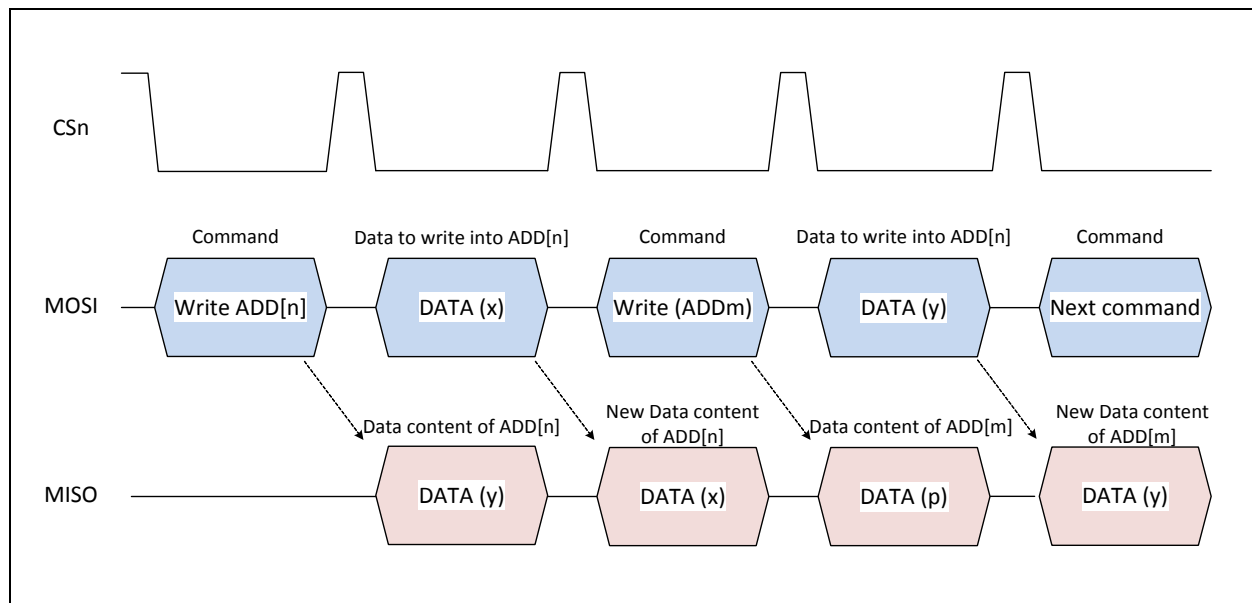 CSn
Command
Data to write into ADD[n]
Command
Data to write into ADD[n]
Command
MOSI
Write ADD[n]
DATA (x)
Write (ADDm)
DATA (y)
Next command
Data content of ADD[n]
New Data content
of ADD[n]
Data content of ADD[m]
New Data content
of ADD[m]
MISO
DATA (y)
DATA (x)
DATA (p)
DATA (y)